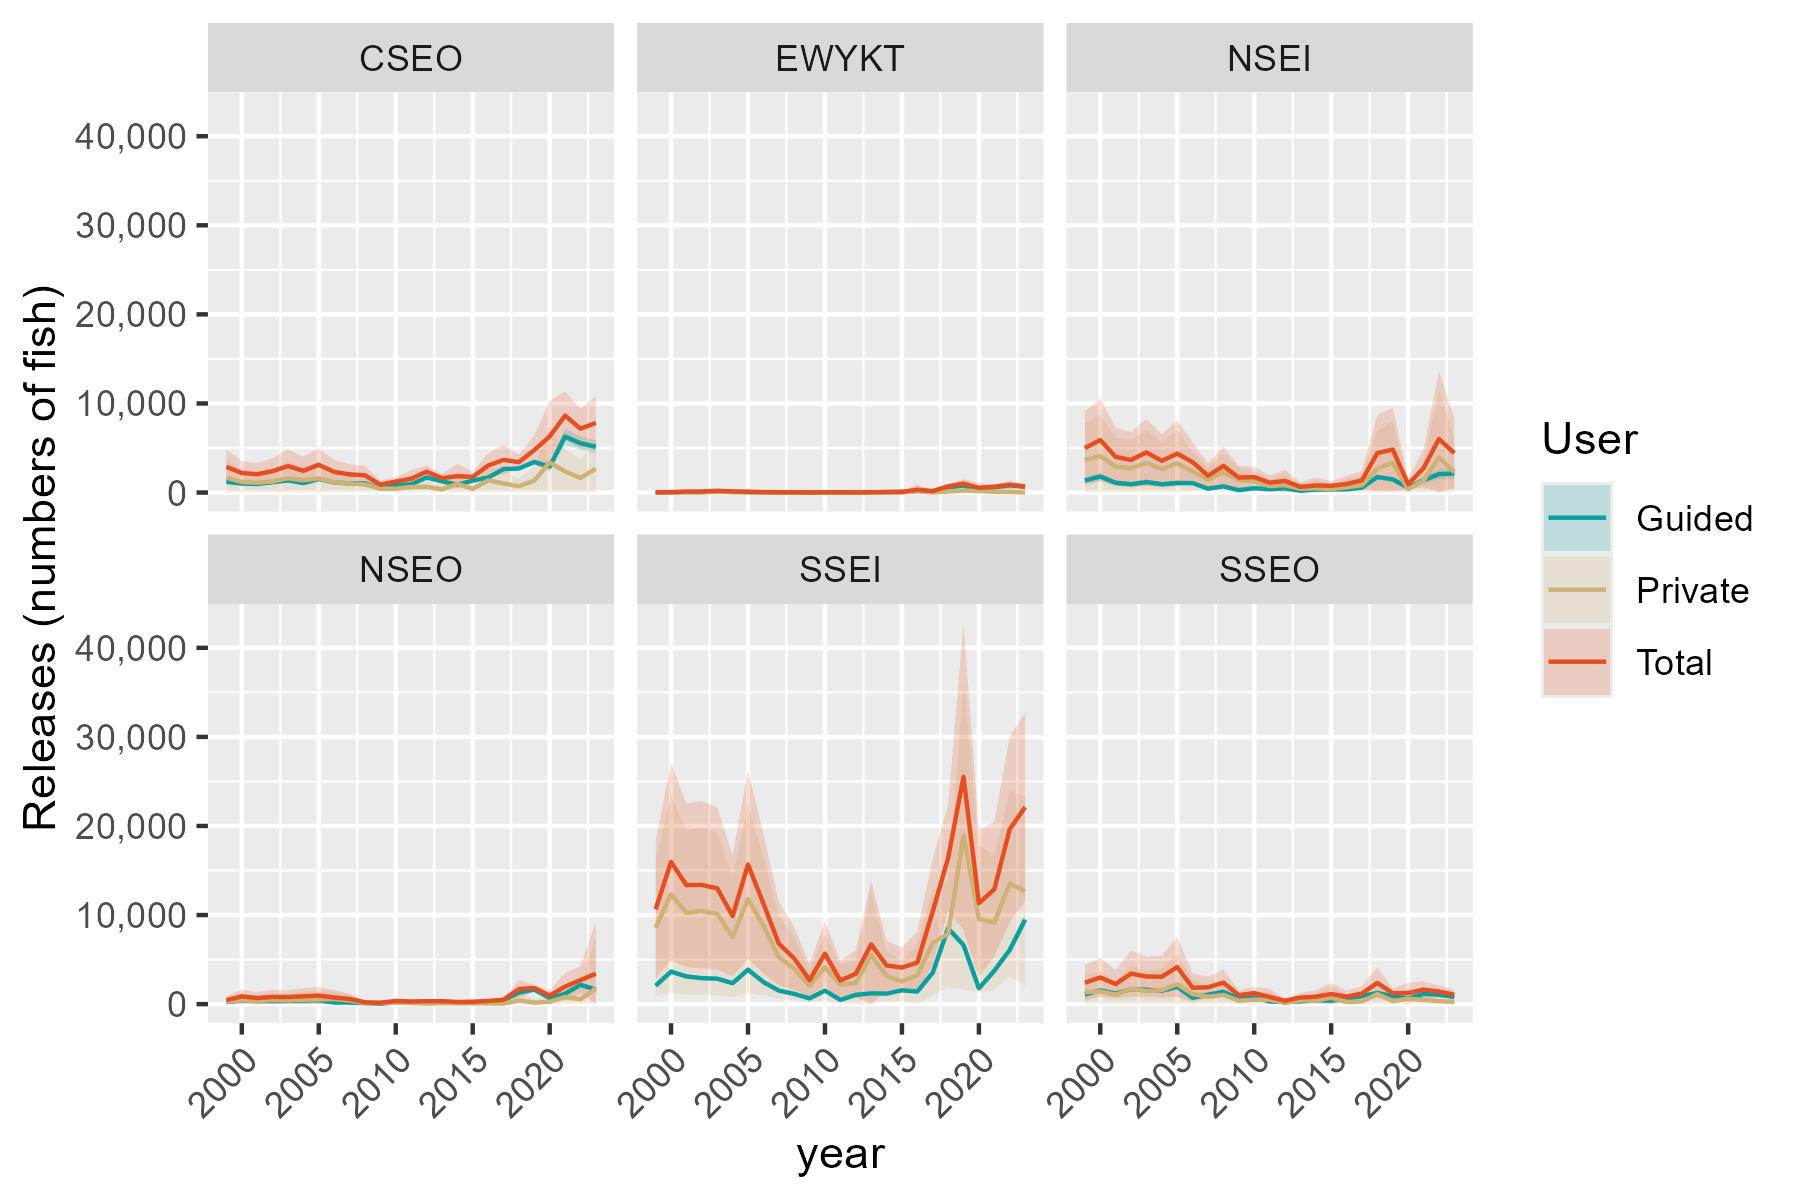 CSEO
EWYKT
NSEI
40,000
30,000
20,000
10,000
0
NSEO
SSEI
SSEO
40,000
30,000
20,000
10,000
0
2000 2005 2010 2015 2020
2000 2005 2010 2015 2020
2000 2005 2010 2015 2020
year
Releases (numbers of fish)
User
Guided
Private
Total